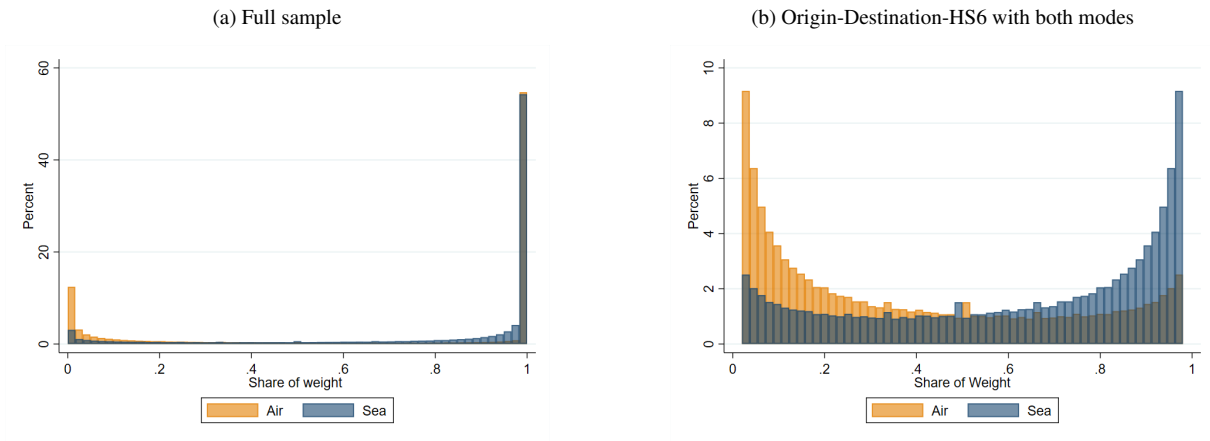 (a) Full sample
60
40
20
0
Percent
0 .2 .4 .6 .8 1
Share of weight
Air Sea
(b) Origin-Destination-HS6 with both modes
10
8
6
4
2
0
Percent
0 .2 .4 .6 .8 1
Share of Weight
Air Sea